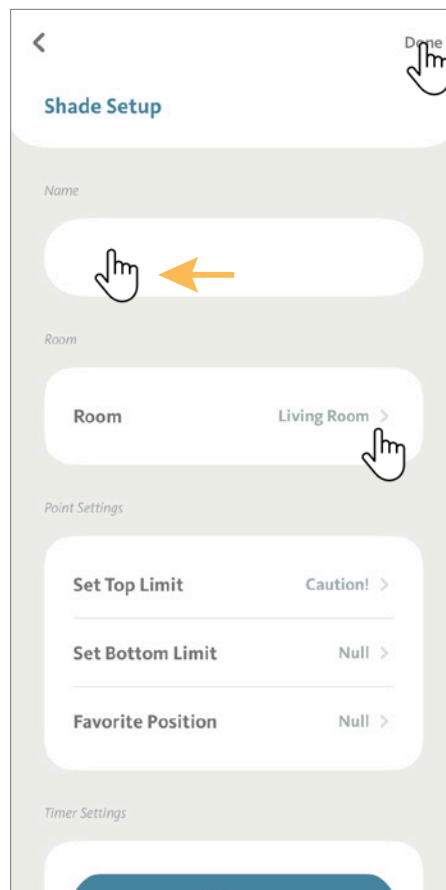 Done
Shade Setup
Name
Room
Room Living Room
Point Settings
Set Top Limit Caution!
Set Bottom Limit Null
Favorite Position Null
Timer Settings